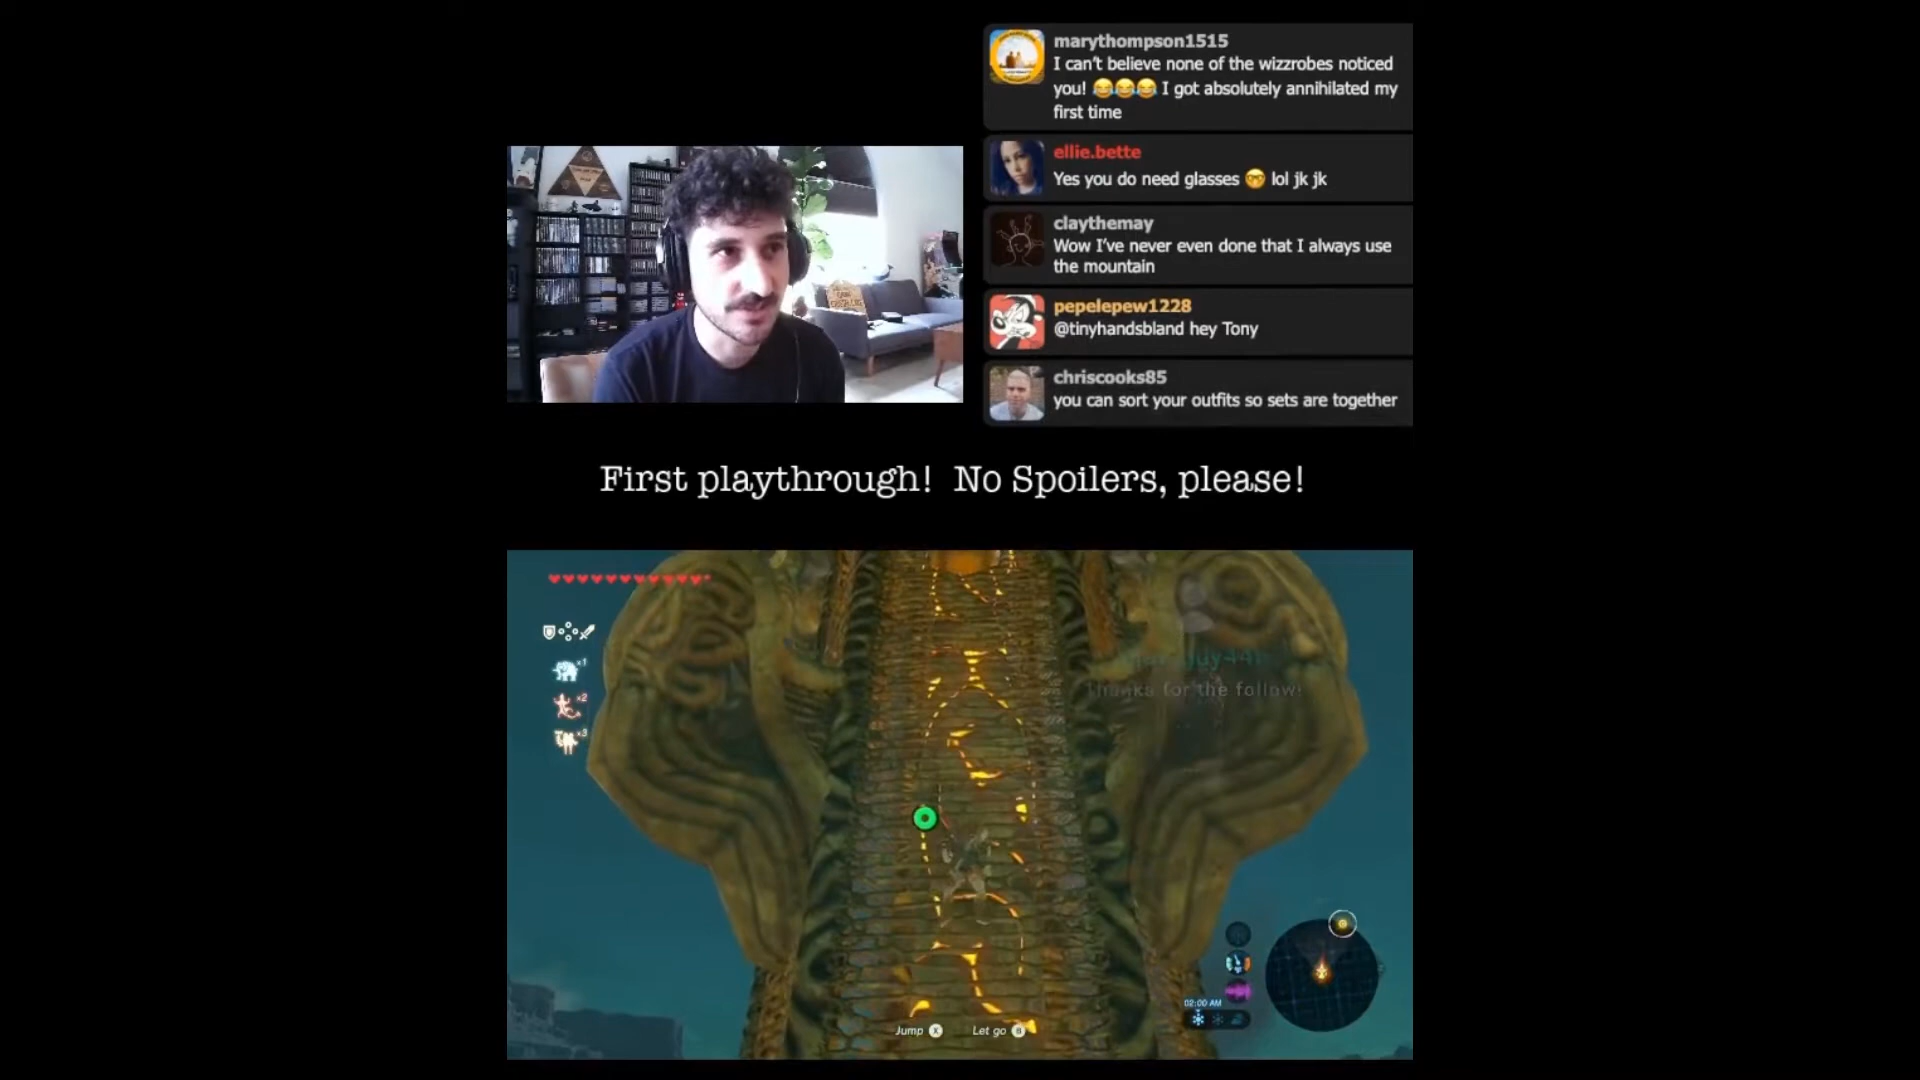 marythompson1515
I can't believe none of the wizzrobes noticed
you! 😂😂😂 I got absolutely annihilated my
first time
ellie.bette
Yes you do need glasses 🤓 lol jk jk
claythemay
Wow I've never even done that I always use
the mountain
pepelepew1228
@tinyhandsbland hey Tony
chriscooks85
you can sort your outfits so sets are together
First playthrough! No Spoilers, please!
Thanks for the follow!
×1
×2
×3
02:00 AM
Jump X
Let go B